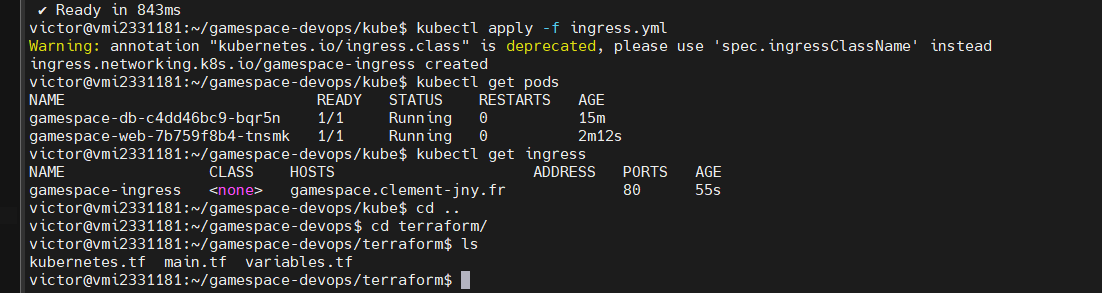 ✔ Ready in 843ms
victor@vmi2331181:~/gamespace-devops/kube$ kubectl apply -f ingress.yml
Warning: annotation "kubernetes.io/ingress.class" is deprecated, please use 'spec.ingressClassName' instead
ingress.networking.k8s.io/gamespace-ingress created
victor@vmi2331181:~/gamespace-devops/kube$ kubectl get pods
NAME READY STATUS RESTARTS AGE
gamespace-db-c4dd46bc9-bqr5n 1/1 Running 0 15m
gamespace-web-7b759f8b4-tnsmk 1/1 Running 0 2m12s
victor@vmi2331181:~/gamespace-devops/kube$ kubectl get ingress
NAME CLASS HOSTS ADDRESS PORTS AGE
gamespace-ingress <none> gamespace.clement-jny.fr 80 55s
victor@vmi2331181:~/gamespace-devops/kube$ cd ..
victor@vmi2331181:~/gamespace-devops$ cd terraform/
victor@vmi2331181:~/gamespace-devops/terraform$ ls
kubernetes.tf main.tf variables.tf
victor@vmi2331181:~/gamespace-devops/terraform$